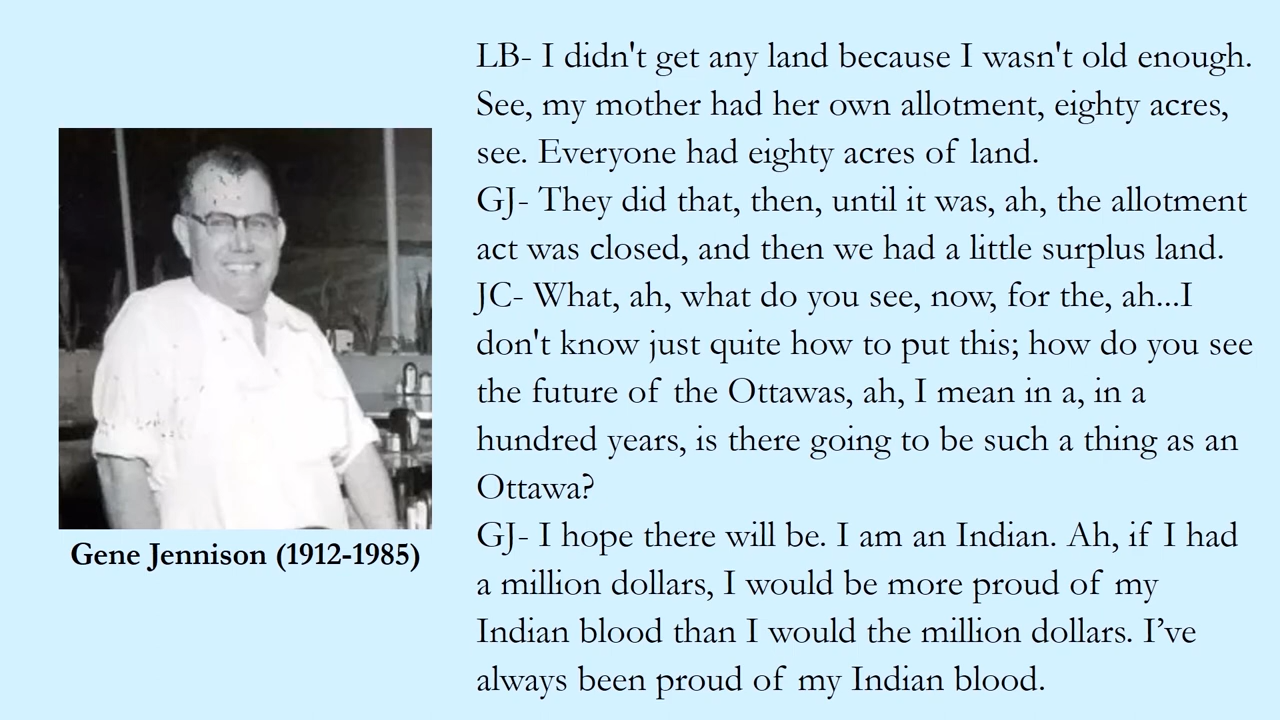 LB- I didn't get any land because I wasn't old enough.
See, my mother had her own allotment, eighty acres,
see. Everyone had eighty acres of land.
GJ- They did that, then, until it was, ah, the allotment
act was closed, and then we had a little surplus land.
JC- What, ah, what do you see, now, for the, ah...I
don't know just quite how to put this; how do you see
the future of the Ottawas, ah, I mean in a, in a
hundred years, is there going to be such a thing as an
Ottawa?
GJ- I hope there will be. I am an Indian. Ah, if I had
a million dollars, I would be more proud of my
Indian blood than I would the million dollars. I’ve
always been proud of my Indian blood.
Gene Jennison (1912-1985)